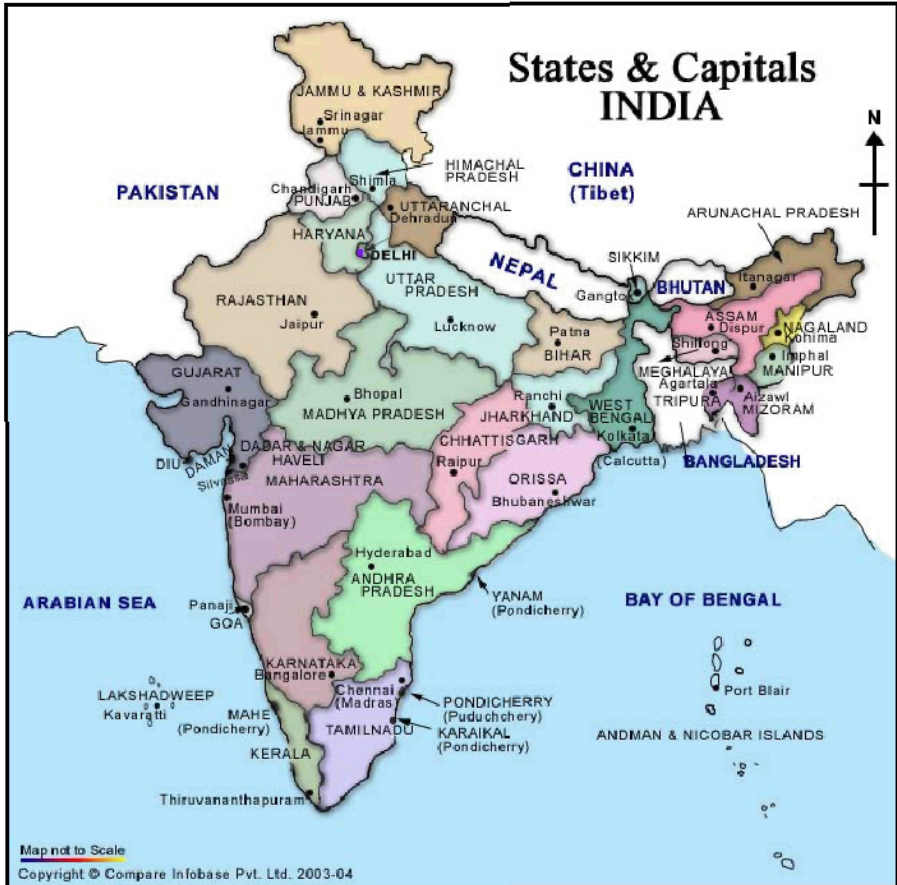 States & Capitals
INDIA
N
JAMMU & KASHMIR
Srinagar
Jammu
HIMACHAL
PRADESH
CHINA
(Tibet)
PAKISTAN
Shimla
Chandigarh
PUNJAB
UTTARANCHAL
Dehradun
ARUNACHAL PRADESH
HARYANA
DELHI
NEPAL
SIKKIM
BHUTAN
Itanagar
UTTAR
PRADESH
Gangtok
RAJASTHAN
Jaipur
Lucknow
Patna
BIHAR
ASSAM
Dispur
NAGALAND
Kohima
Shillong
MEGHALAYA
Imphal
MANIPUR
Agartala
TRIPURA
Aizawl
MIZORAM
GUJARAT
Gandhinagar
Bhopal
MADHYA PRADESH
Ranchi
JHARKHAND
WEST
BENGAL
Kolkata
(Calcutta)
BANGLADESH
CHHATTISGARH
Raipur
DIU
DAMAN
DADAR & NAGAR
HAVELI
Silvassa
MAHARASHTRA
ORISSA
Bhubaneshwar
Mumbai
(Bombay)
Hyderabad
ANDHRA
PRADESH
YANAM
(Pondicherry)
ARABIAN SEA
BAY OF BENGAL
Panaji
GOA
KARNATAKA
Bangalore
Chennai
(Madras)
PONDICHERRY
(Puduchchery)
KARAIKAL
(Pondicherry)
LAKSHADWEEP
Kavaratti
MAHE
(Pondicherry)
TAMILNADU
KERALA
Thiruvananthapuram
Port Blair
ANDMAN & NICOBAR ISLANDS
Map not to Scale
Copyright © Compare Infobase Pvt. Ltd. 2003-04